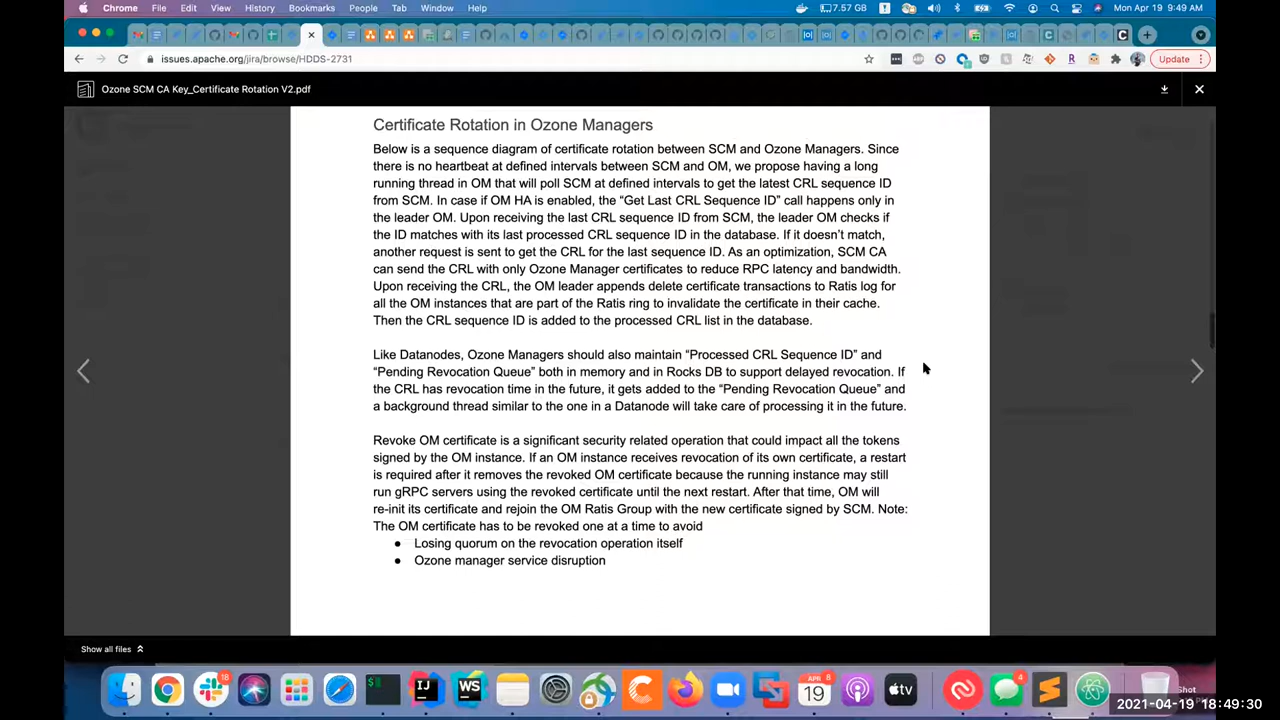 Chrome File Edit View History Bookmarks People Tab Window Help 7.57 GB Mon Apr 19 9:49 AM
issues.apache.org/jira/browse/HDDS-2731 Update
Ozone SCM CA Key_Certificate Rotation V2.pdf
Certificate Rotation in Ozone Managers
Below is a sequence diagram of certificate rotation between SCM and Ozone Managers. Since
there is no heartbeat at defined intervals between SCM and OM, we propose having a long
running thread in OM that will poll SCM at defined intervals to get the latest CRL sequence ID
from SCM. In case if OM HA is enabled, the “Get Last CRL Sequence ID” call happens only in
the leader OM. Upon receiving the last CRL sequence ID from SCM, the leader OM checks if
the ID matches with its last processed CRL sequence ID in the database. If it doesn’t match,
another request is sent to get the CRL for the last sequence ID. As an optimization, SCM CA
can send the CRL with only Ozone Manager certificates to reduce RPC latency and bandwidth.
Upon receiving the CRL, the OM leader appends delete certificate transactions to Ratis log for
all the OM instances that are part of the Ratis ring to invalidate the certificate in their cache.
Then the CRL sequence ID is added to the processed CRL list in the database.
Like Datanodes, Ozone Managers should also maintain “Processed CRL Sequence ID” and
“Pending Revocation Queue” both in memory and in Rocks DB to support delayed revocation. If
the CRL has revocation time in the future, it gets added to the “Pending Revocation Queue” and
a background thread similar to the one in a Datanode will take care of processing it in the future.
Revoke OM certificate is a significant security related operation that could impact all the tokens
signed by the OM instance. If an OM instance receives revocation of its own certificate, a restart
is required after it removes the revoked OM certificate because the running instance may still
run gRPC servers using the revoked certificate until the next restart. After that time, OM will
re-init its certificate and rejoin the OM Ratis Group with the new certificate signed by SCM. Note:
The OM certificate has to be revoked one at a time to avoid
● Losing quorum on the revocation operation itself
● Ozone manager service disruption
Show all files
18
APR
19
8
tv
4
Shot
2021-04-19 18:49:30